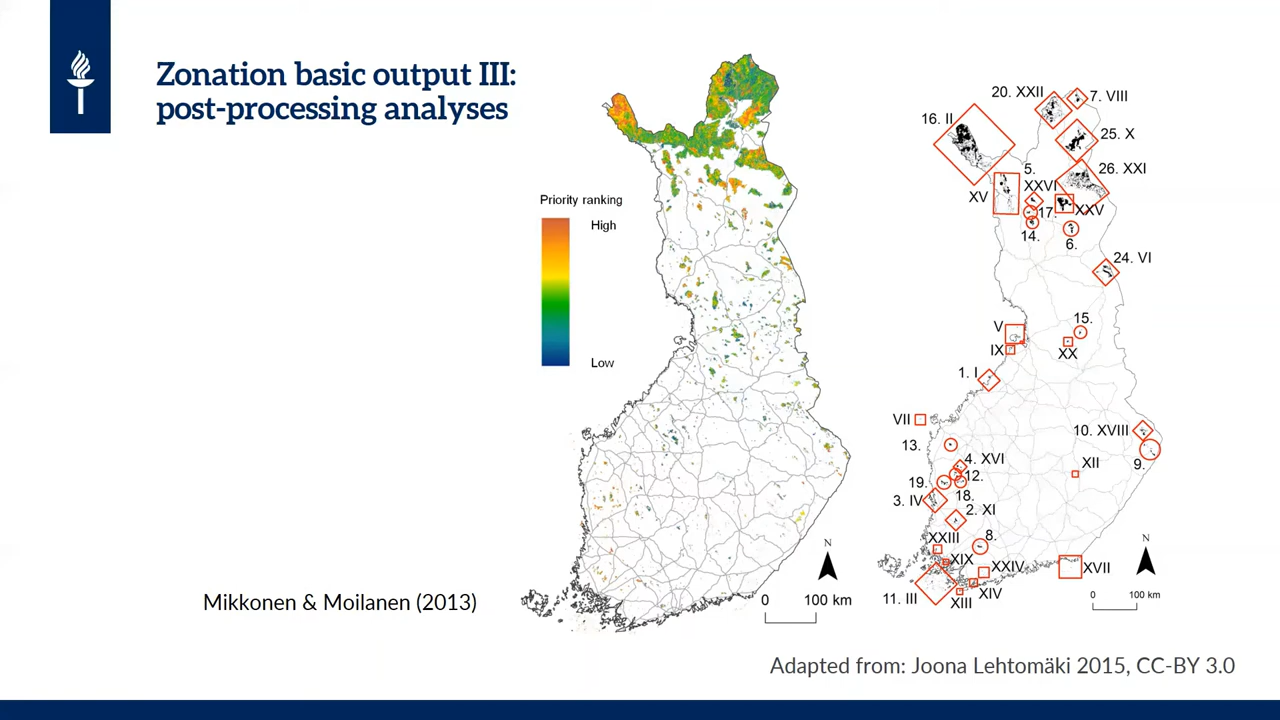 Zonation basic output III:
post-processing analyses
Priority ranking
High
Low
N
0 100 km
Mikkonen & Moilanen (2013)
20. XXII
7. VIII
16. II
25. X
5.
26. XXI
XV
XXVI
17
XXV
14.
6.
24. VI
V
15.
IX
XX
1. I
VII
10. XVIII
13.
4. XVI
XII
9.
12.
19.
3. IV
18.
2. XI
XXIII
8.
XIX
XXIV
XVII
11. III
XIII
XIV
N
0 100 km
Adapted from: Joona Lehtomäki 2015, CC-BY 3.0